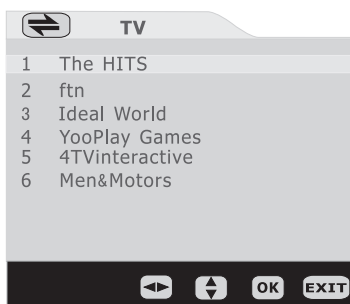 TV
1 The HITS
2 ftn
3 Ideal World
4 YooPlay Games
5 4TVinteractive
6 Men&Motors
OK EXIT